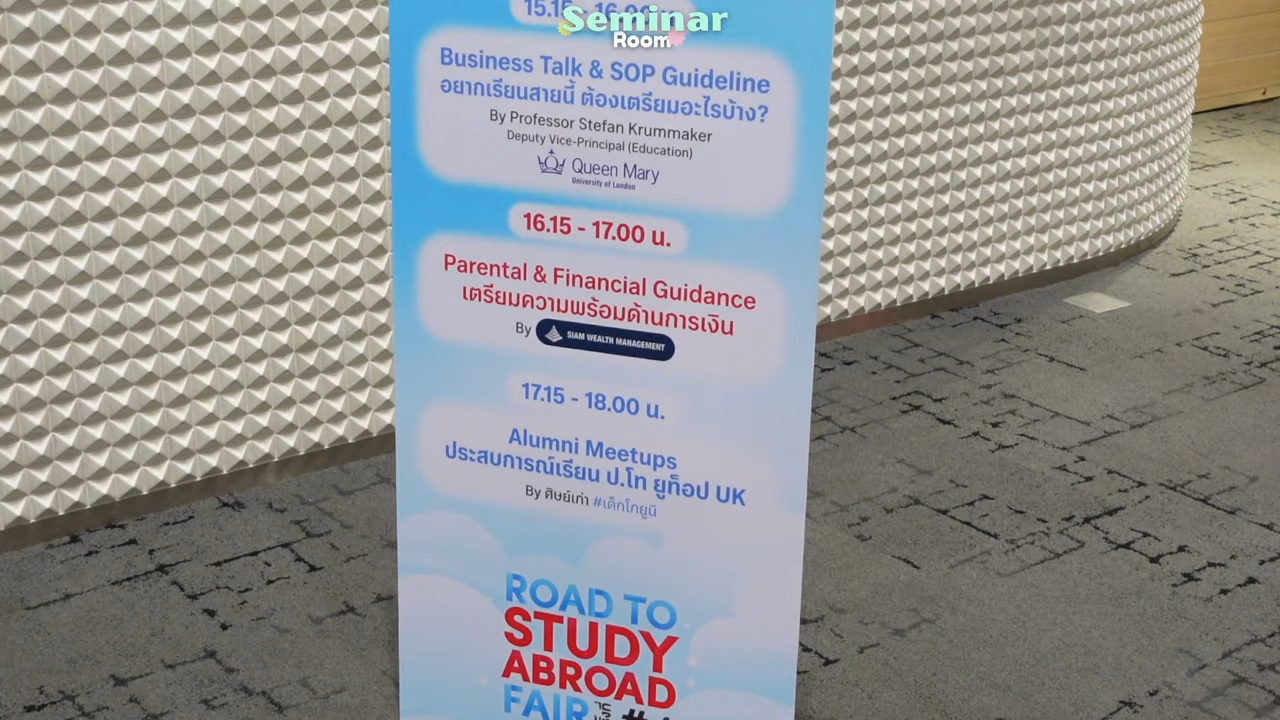 Seminar
Room
15.15
Business Talk & SOP Guideline
อยากเรียนสายนี้ ต้องเตรียมอะไรบ้าง?
By Professor Stefan Krummaker
Deputy Vice-Principal (Education)
Queen Mary
University of London
16.15 - 17.00 น.
Parental & Financial Guidance
เตรียมความพร้อมด้านการเงิน
By SIAM WEALTH MANAGEMENT
17.15 - 18.00 น.
Alumni Meetups
ประสบการณ์เรียน ป.โท ยูท็อป UK
By ศิษย์เก่า #เด็กโกยูนิ
ROAD TO
STUDY
ABROAD
FAIR